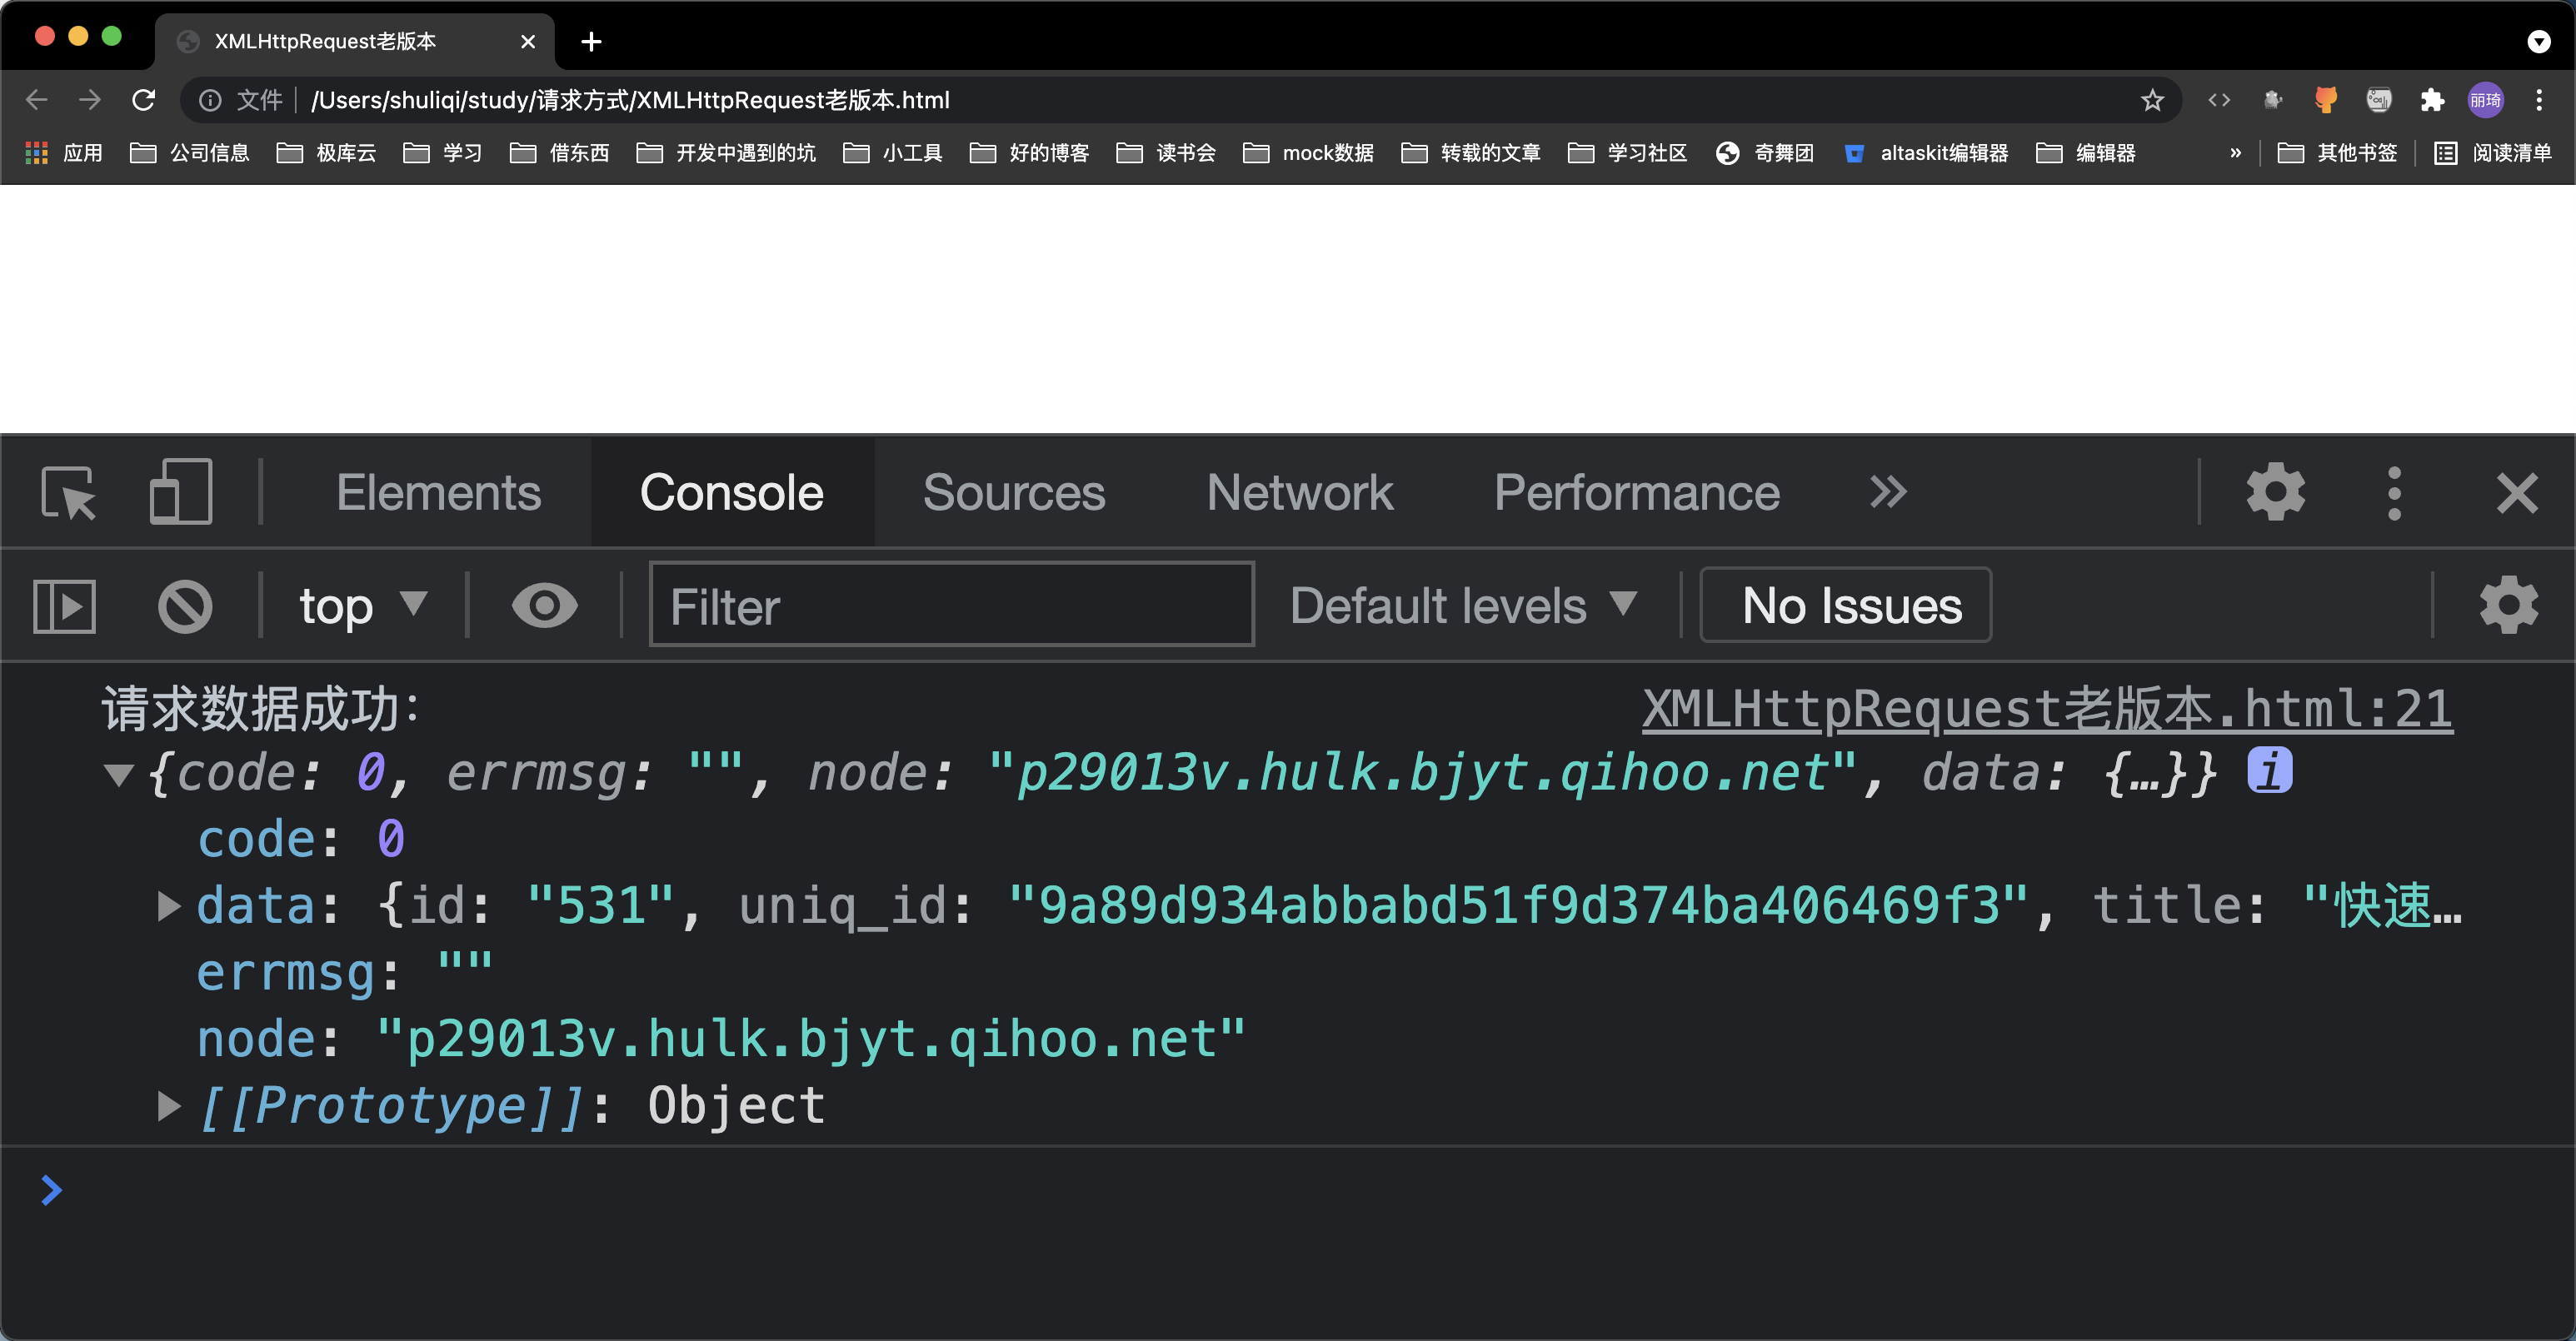 XMLHttpRequest老版本
文件 /Users/shuliqi/study/请求方式/XMLHttpRequest老版本.html 丽琦
应用 公司信息 极库云 学习 借东西 开发中遇到的坑 小工具 好的博客 读书会 mock数据 转载的文章 学习社区 奇舞团 altaskit编辑器 编辑器 » 其他书签 阅读清单
Elements Console Sources Network Performance »
top Filter Default levels No Issues
请求数据成功: XMLHttpRequest老版本.html:21
{code: 0, errmsg: "", node: "p29013v.hulk.bjyt.qihoo.net", data: {…}} i
code: 0
data: {id: "531", uniq_id: "9a89d934abbabd51f9d374ba406469f3", title: "快速…
errmsg: ""
node: "p29013v.hulk.bjyt.qihoo.net"
[[Prototype]]: Object